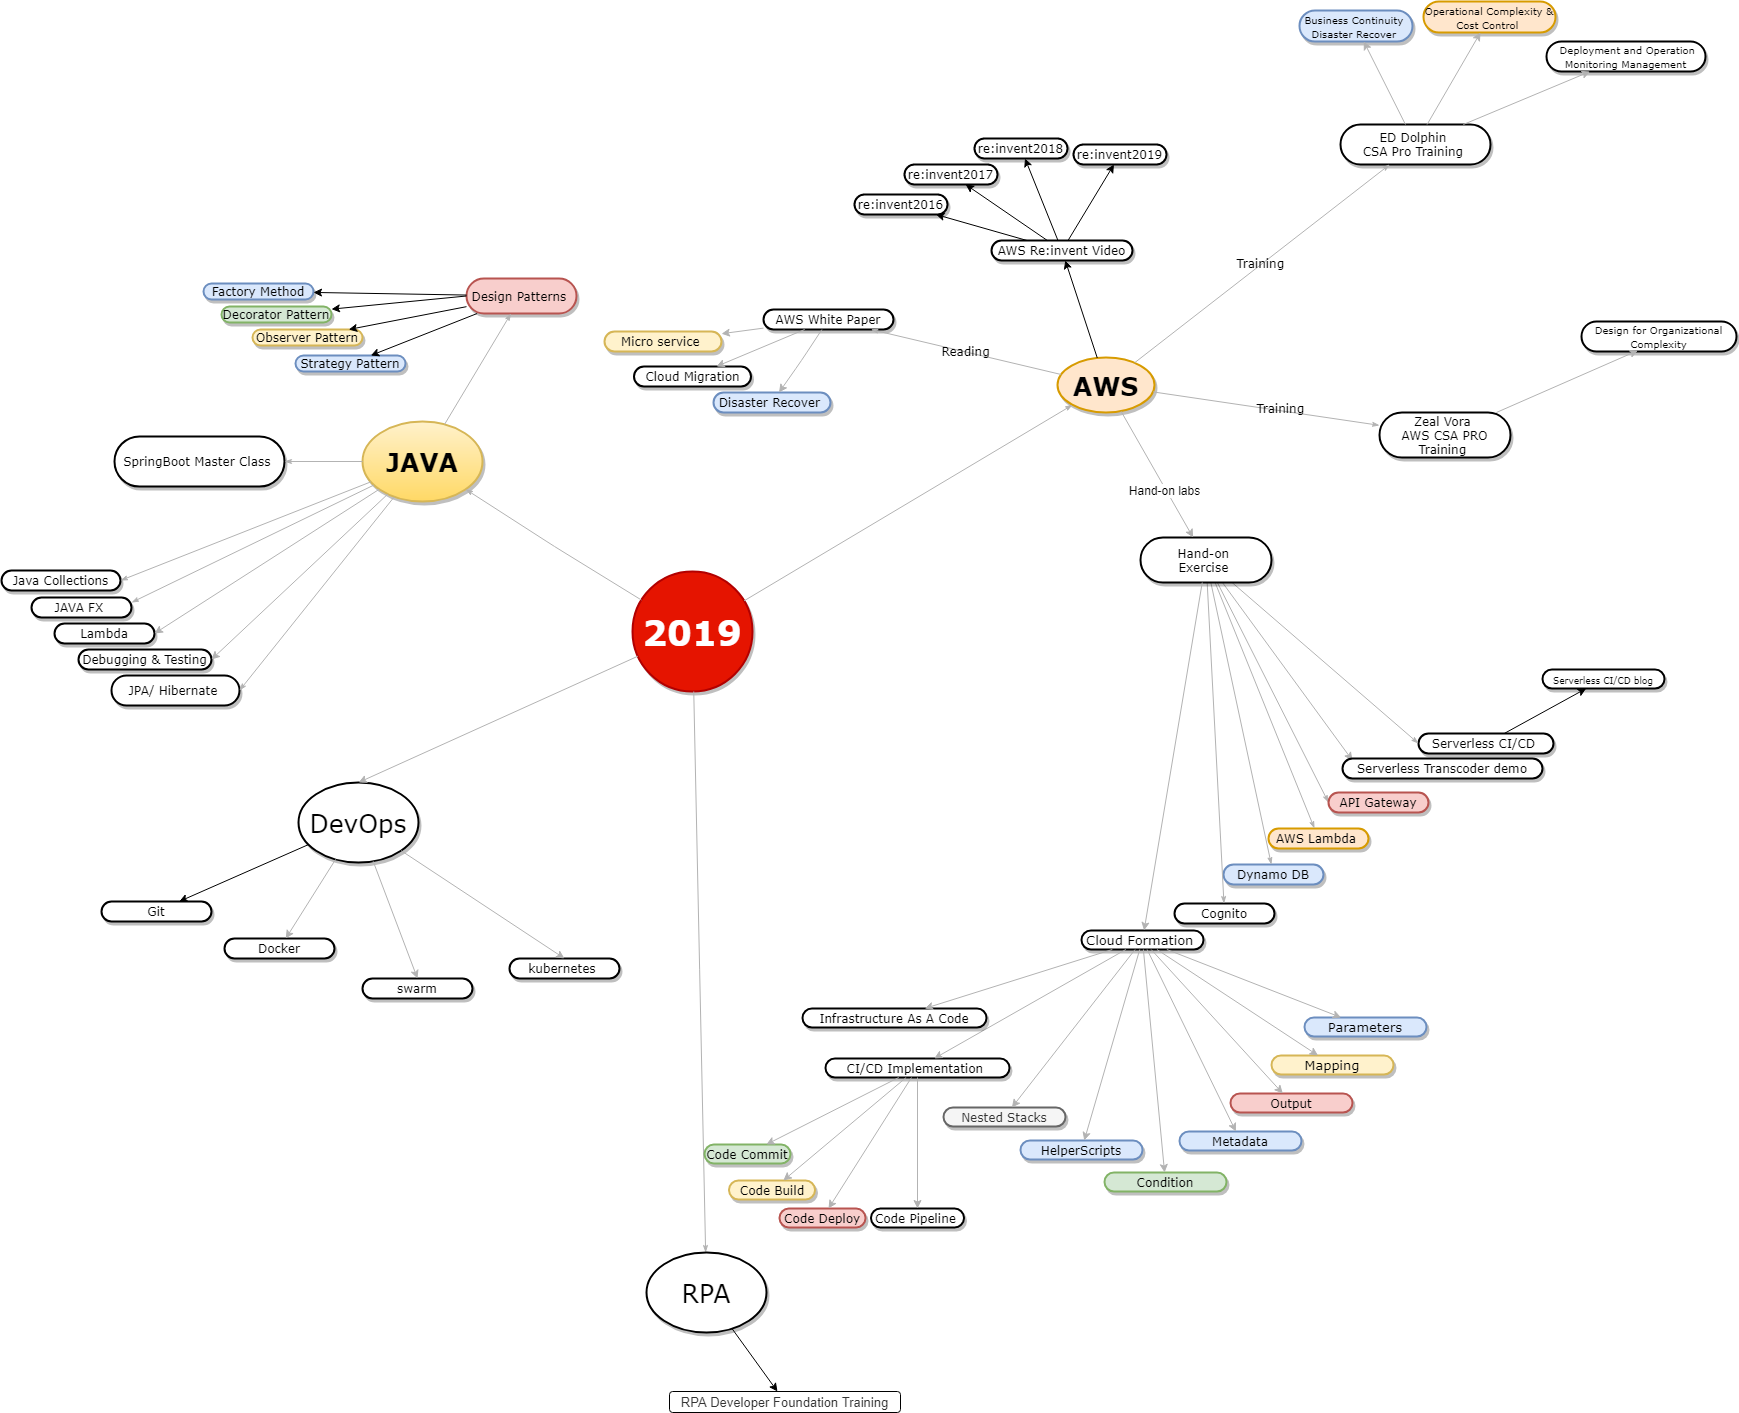 Business Continuity
Disaster Recover
Operational Complexity &
Cost Control
Deployment and Operation
Monitoring Management
ED Dolphin
CSA Pro Training
re:invent2018
re:invent2019
re:invent2017
re:invent2016
AWS Re:invent Video
Training
Factory Method
Design Patterns
Decorator Pattern
Observer Pattern
Strategy Pattern
AWS White Paper
Micro service
Reading
Cloud Migration
Disaster Recover
AWS
Design for Organizational
Complexity
Training
Zeal Vora
AWS CSA PRO
Training
SpringBoot Master Class
JAVA
Hand-on labs
Hand-on
Exercise
Java Collections
JAVA FX
Lambda
Debugging & Testing
JPA/ Hibernate
2019
Serverless CI/CD blog
Serverless CI/CD
Serverless Transcoder demo
API Gateway
AWS Lambda
Dynamo DB
Cognito
Cloud Formation
DevOps
Git
Docker
swarm
kubernetes
Infrastructure As A Code
Parameters
CI/CD Implementation
Mapping
Output
Nested Stacks
Metadata
HelperScripts
Condition
Code Commit
Code Build
Code Deploy
Code Pipeline
RPA
RPA Developer Foundation Training